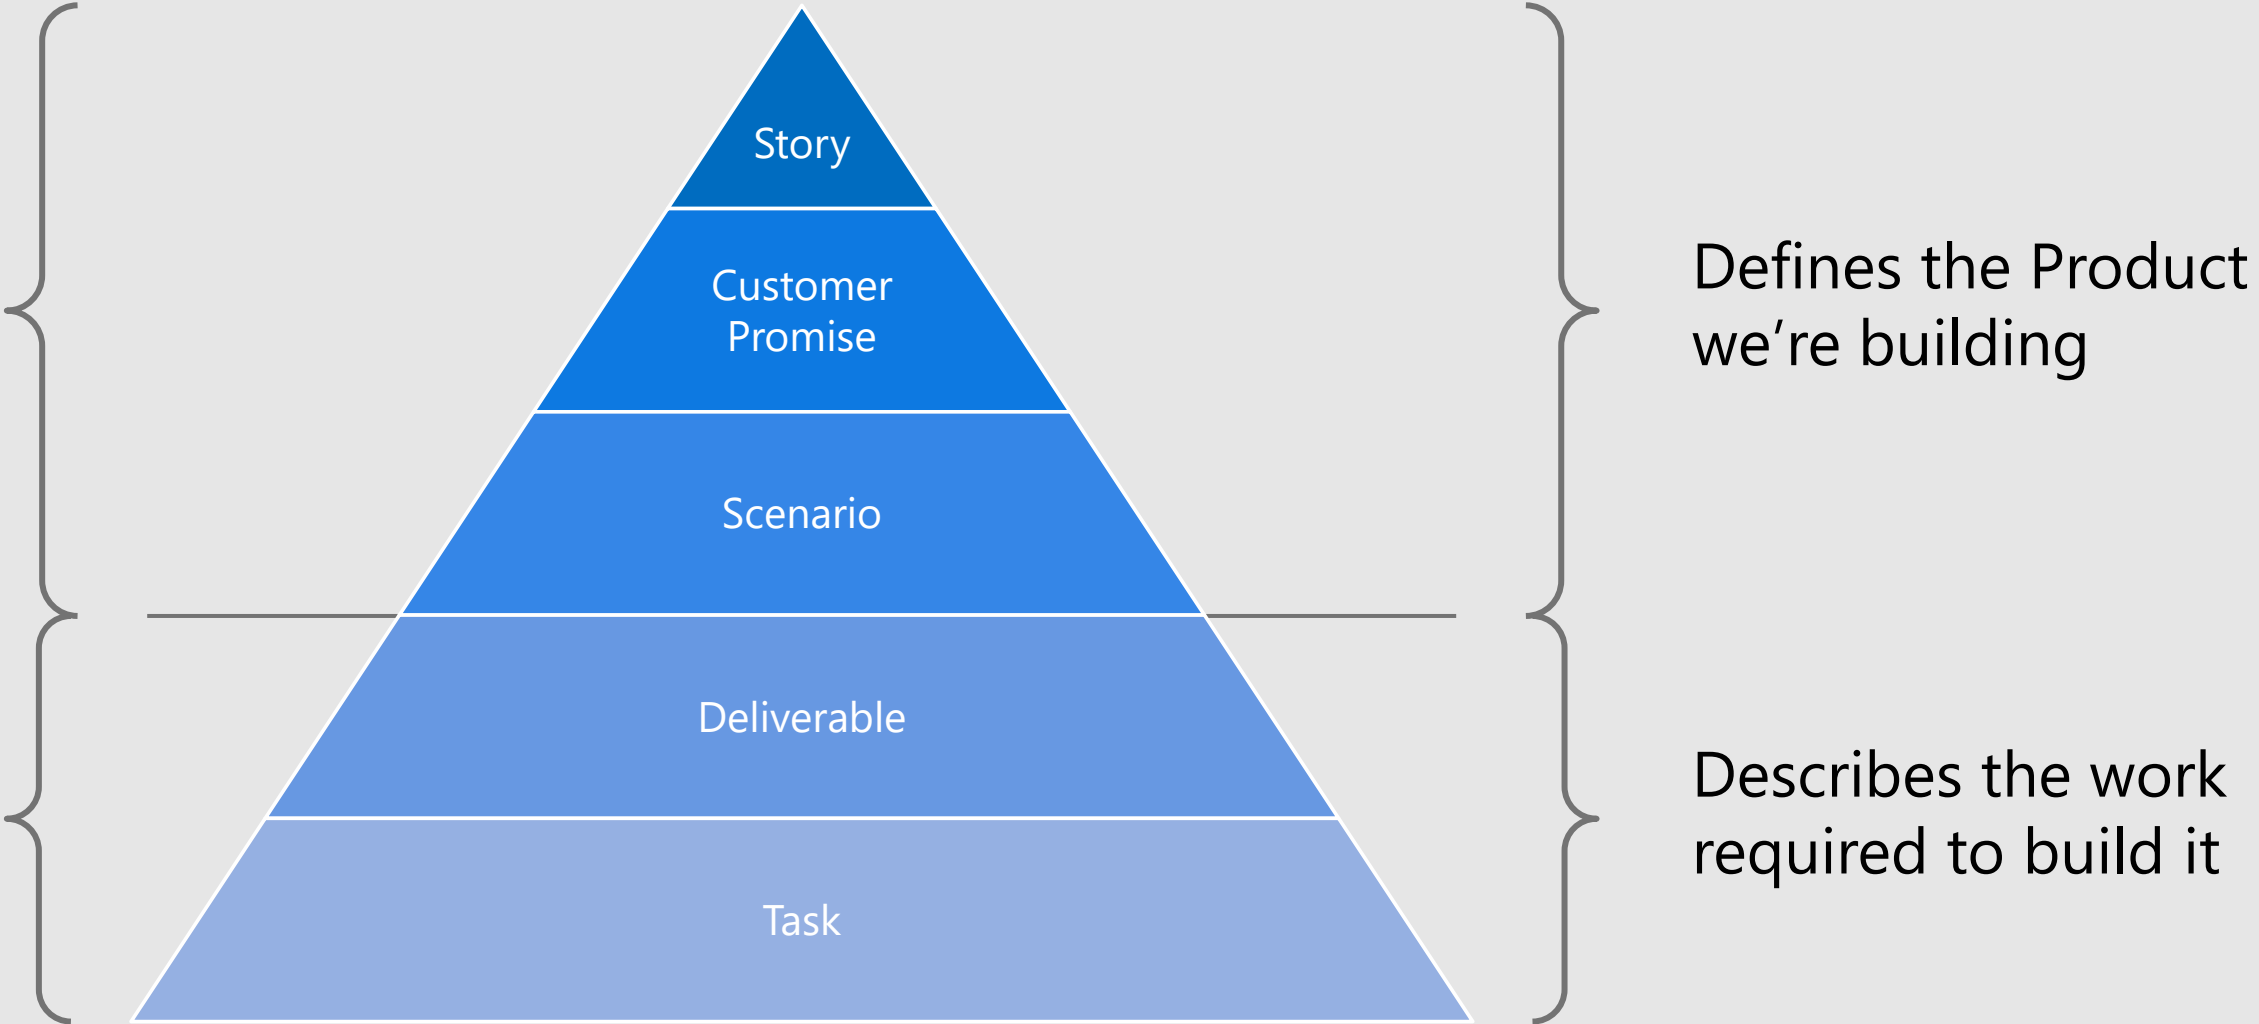 Story
Customer
Promise
Scenario
Deliverable
Task
Defines the Product
we’re building
Describes the work
required to build it